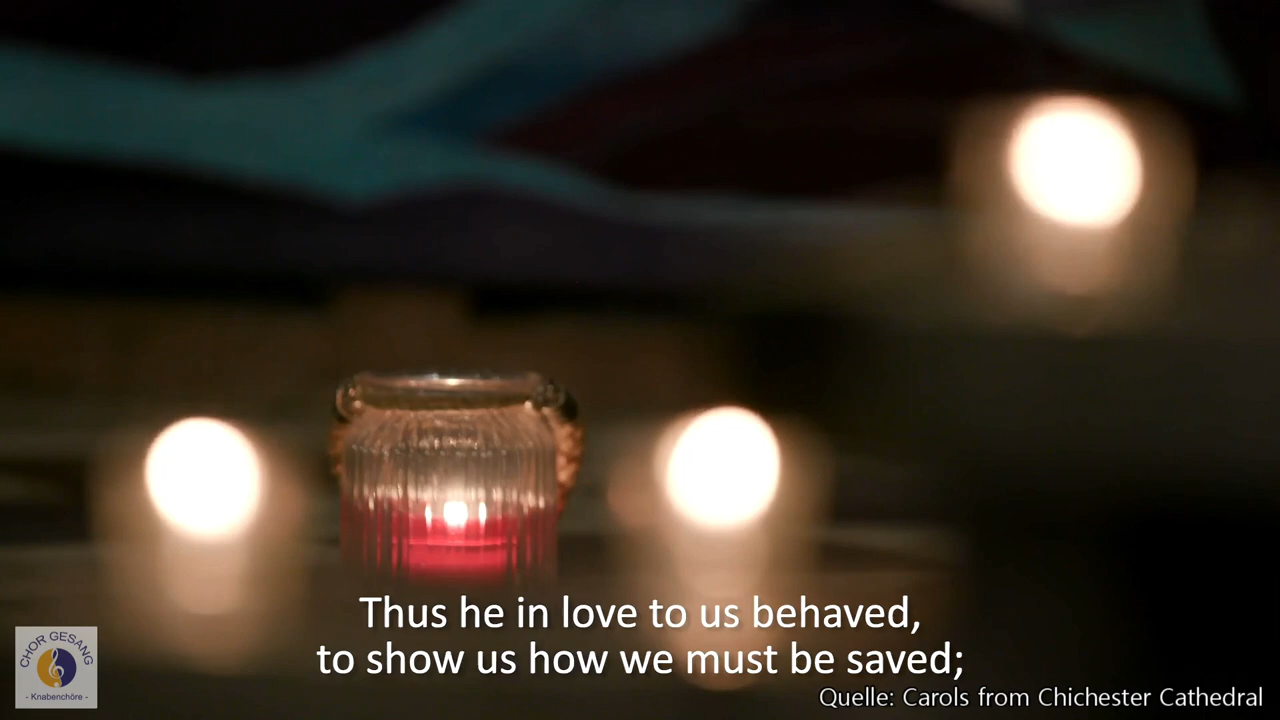 Thus he in love to us behaved,
to show us how we must be saved;
CHOR GESANG
- Knabenchöre -
Quelle: Carols from Chichester Cathedral